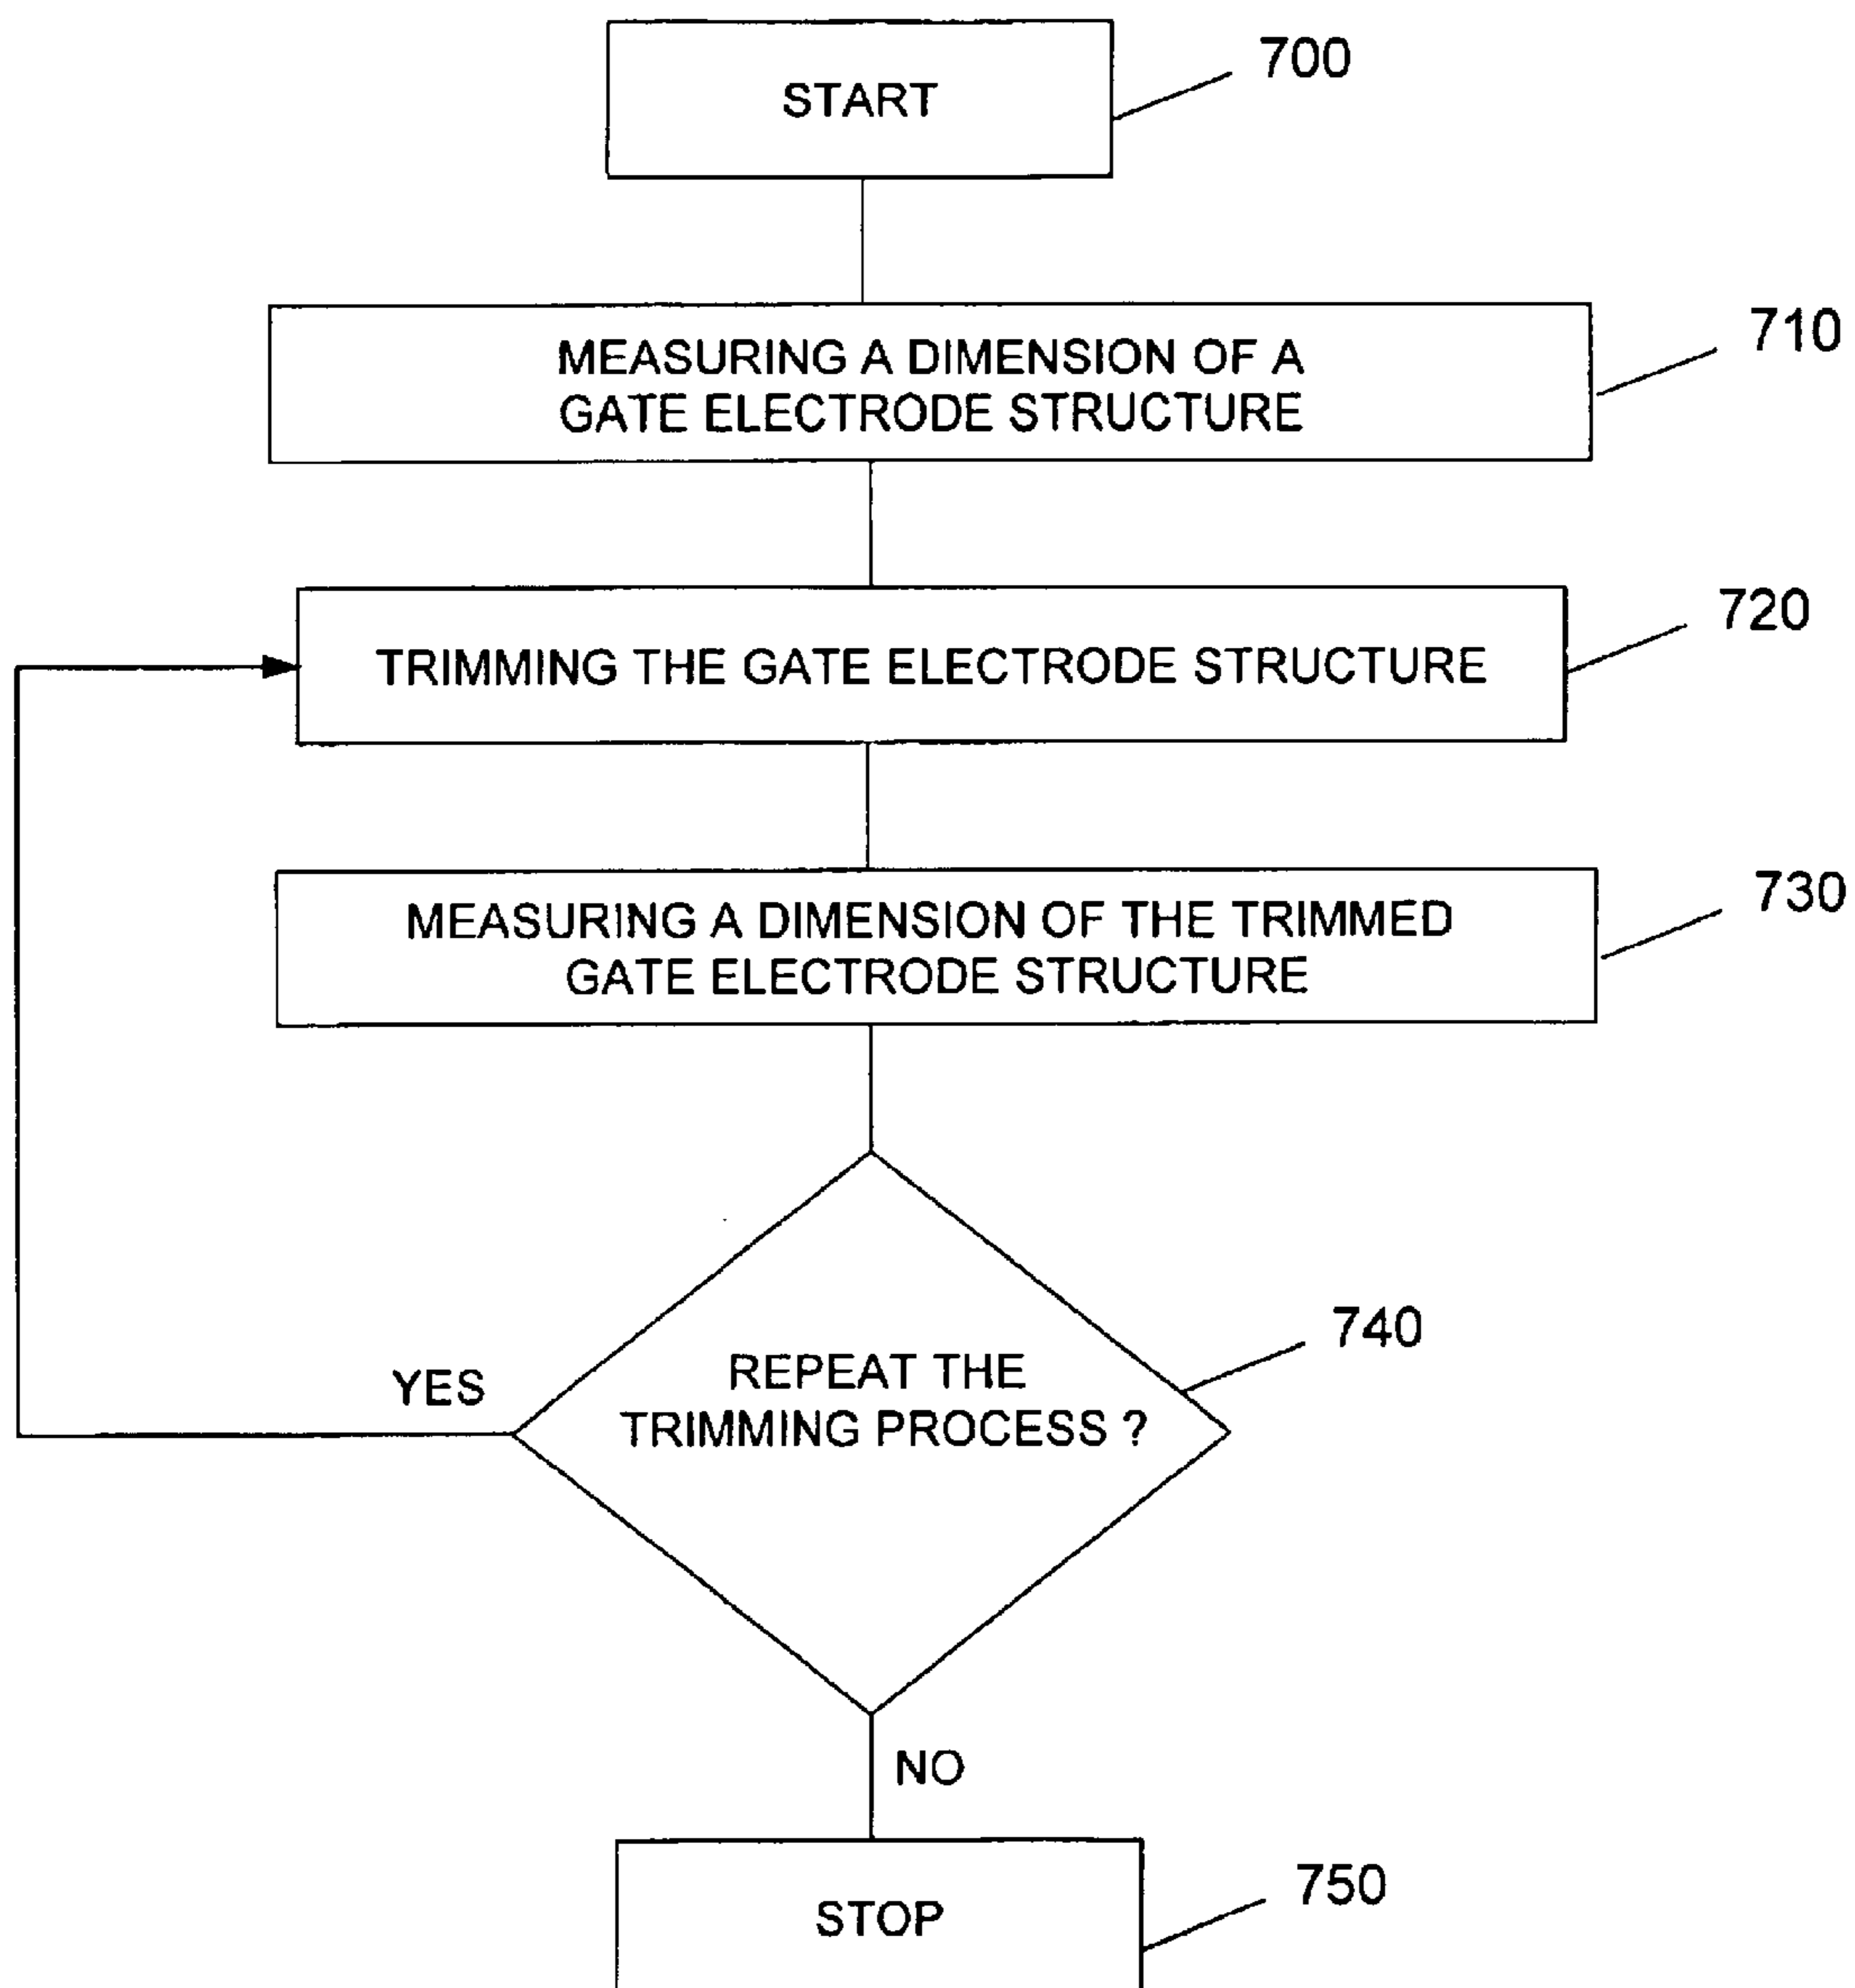 START
700
MEASURING A DIMENSION OF A
GATE ELECTRODE STRUCTURE
710
TRIMMING THE GATE ELECTRODE STRUCTURE
720
MEASURING A DIMENSION OF THE TRIMMED
GATE ELECTRODE STRUCTURE
730
REPEAT THE
TRIMMING PROCESS ?
740
YES
NO
STOP
750